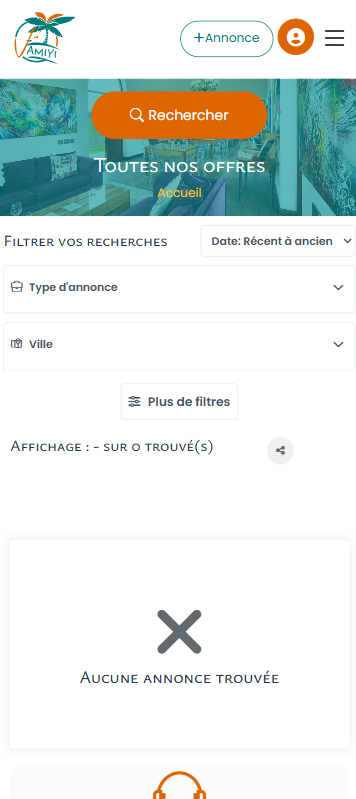 AMIYI
+Annonce
Rechercher
Toutes nos offres
Accueil
Filtrer vos recherches
Date: Récent à ancien
Type d'annonce
Ville
Plus de filtres
Affichage : - sur 0 trouvé(s)
Aucune annonce trouvée